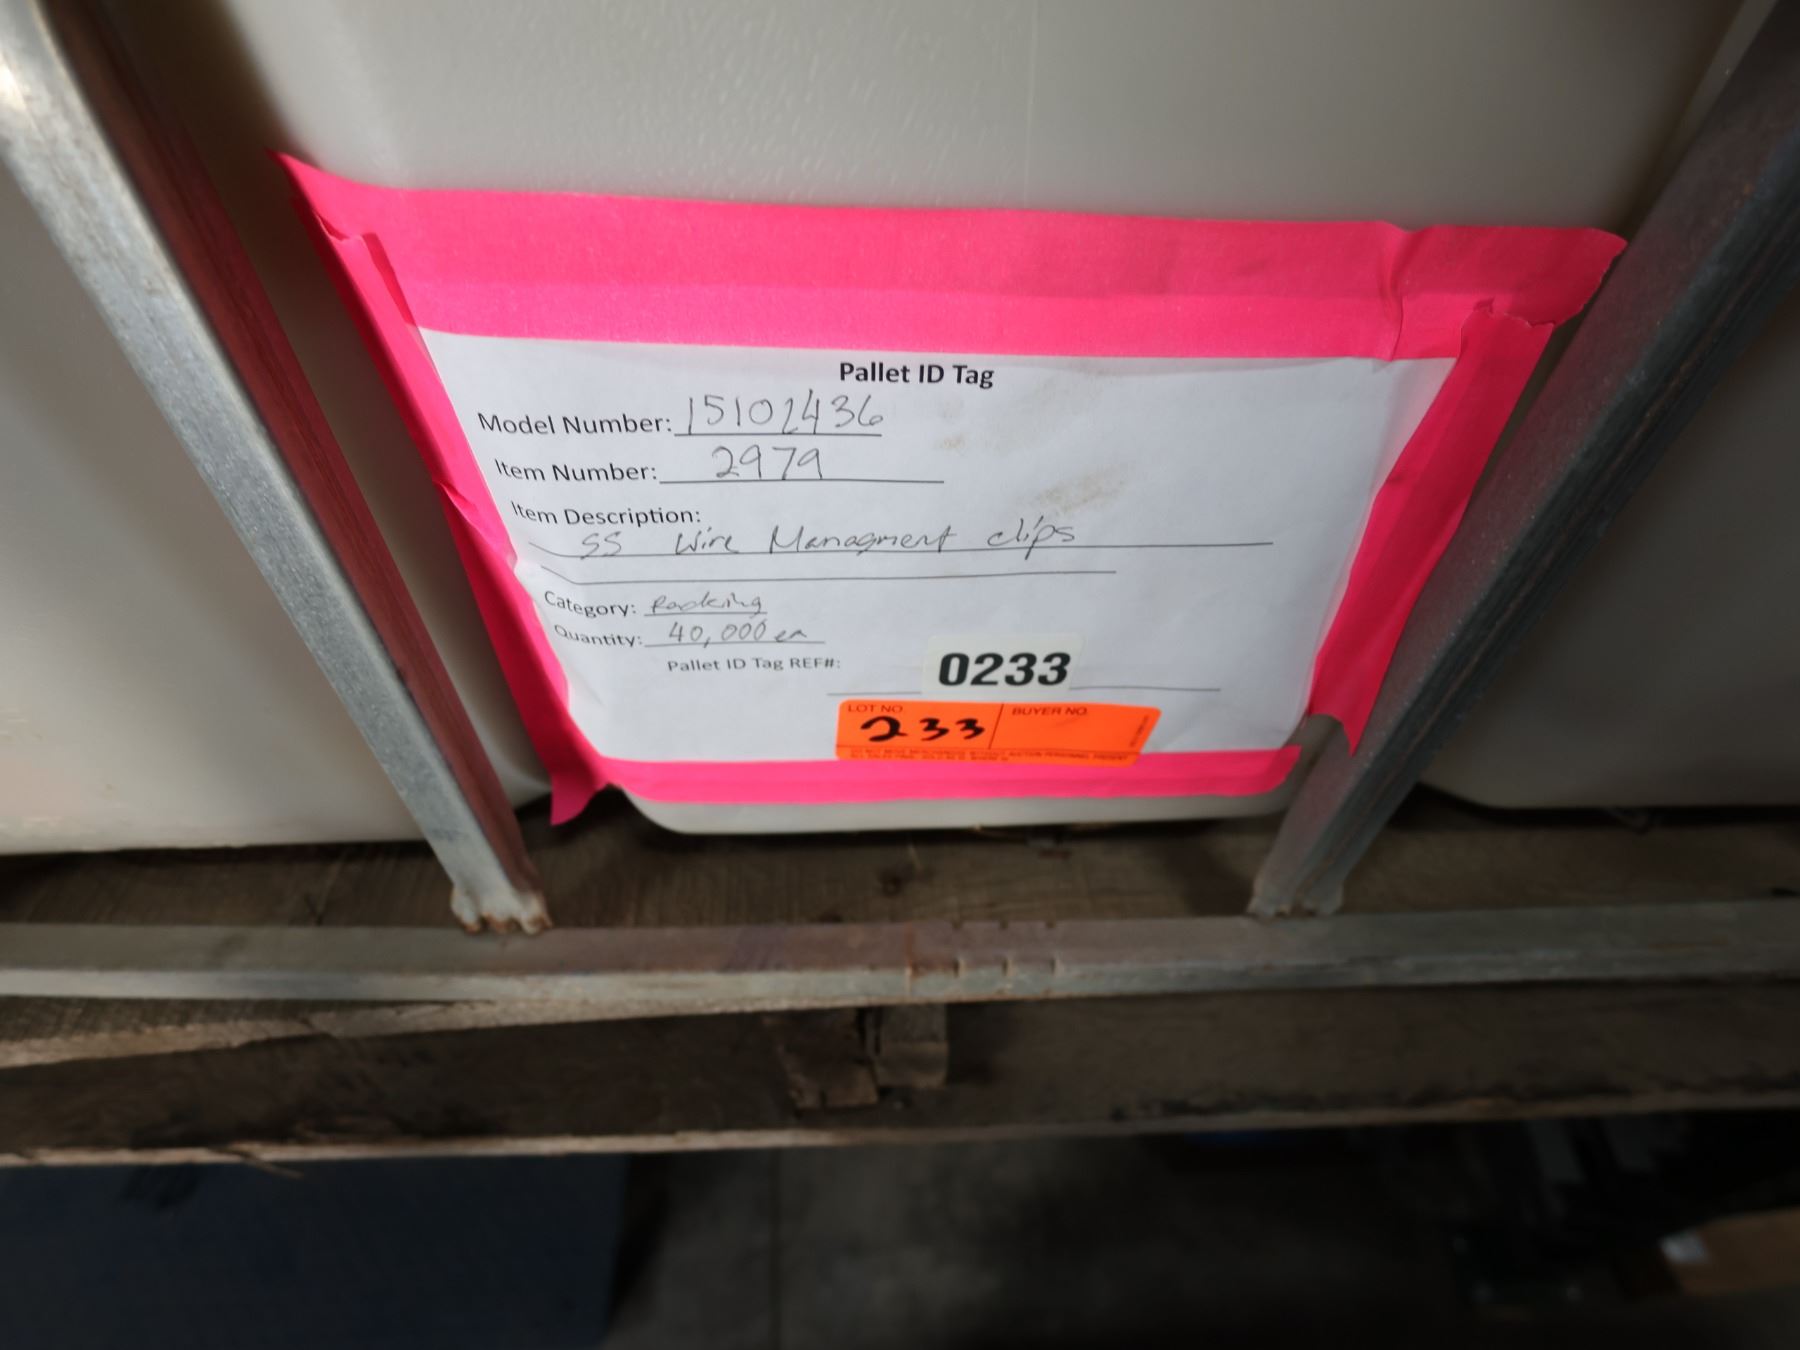 Pallet ID Tag
Model Number: 15101436
Item Number: 2979
Item Description:
SS Wire Managment clips
Category: Racking
Quantity: 40,000 ea
Pallet ID Tag REF#: 0233
LOT NO. 233 BUYER NO.